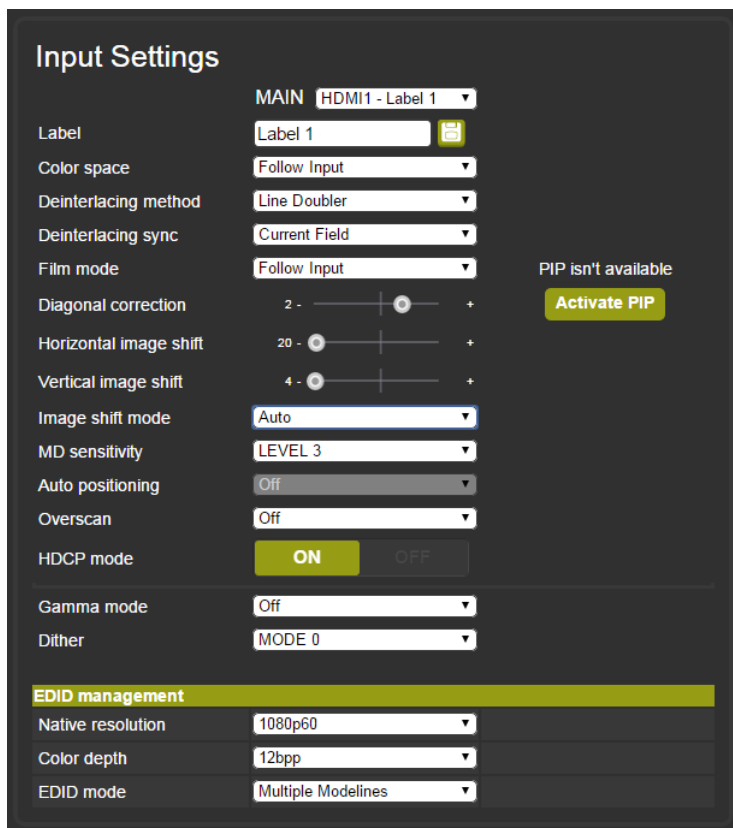 Input Settings
MAIN HDMI1 - Label 1
Label Label 1
Color space Follow Input
Deinterlacing method Line Doubler
Deinterlacing sync Current Field
Film mode Follow Input PIP isn't available
Diagonal correction 2 - + Activate PIP
Horizontal image shift 20 - +
Vertical image shift 4 - +
Image shift mode Auto
MD sensitivity LEVEL 3
Auto positioning Off
Overscan Off
HDCP mode ON OFF
Gamma mode Off
Dither MODE 0
EDID management
Native resolution 1080p60
Color depth 12bpp
EDID mode Multiple Modelines